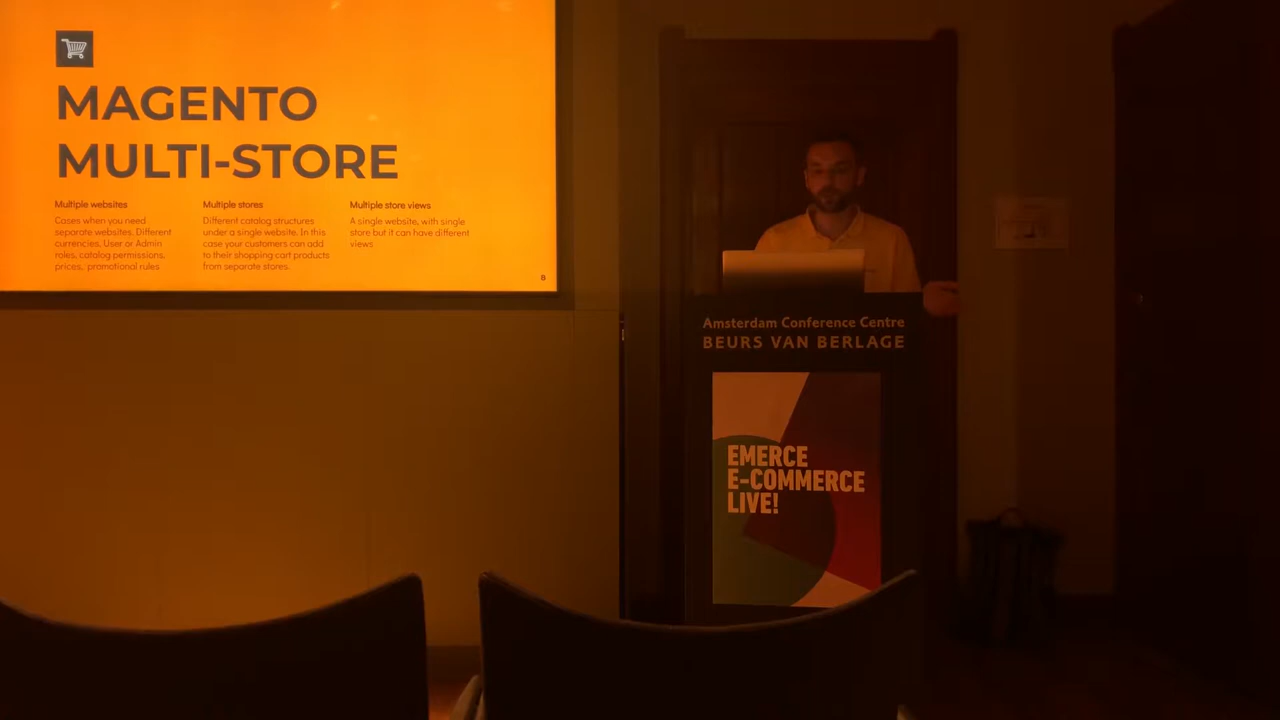 MAGENTO
MULTI-STORE
Multiple websites
Cases when you need
separate websites. Different
currencies, User or Admin
roles, catalog permissions,
prices, promotional rules
Multiple stores
Different catalog structures
under a single website. In this
case your customers can add
to their shopping cart products
from separate stores.
Multiple store views
A single website, with single
store but it can have different
views
8
Amsterdam Conference Centre
BEURS VAN BERLAGE
EMERCE
E-COMMERCE
LIVE!